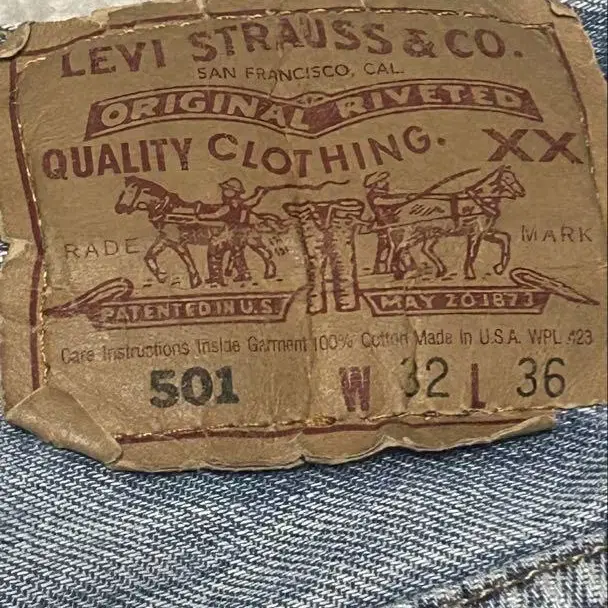 LEVI STRAUSS & CO.
SAN FRANCISCO, CAL.
ORIGINAL RIVETED
QUALITY CLOTHING. XX
RADE MARK
PATENTED IN U.S. MAY 20 1873
Care Instructions Inside Garment 100% Cotton Made in U.S.A. WPL 423
501 W 32 L 36